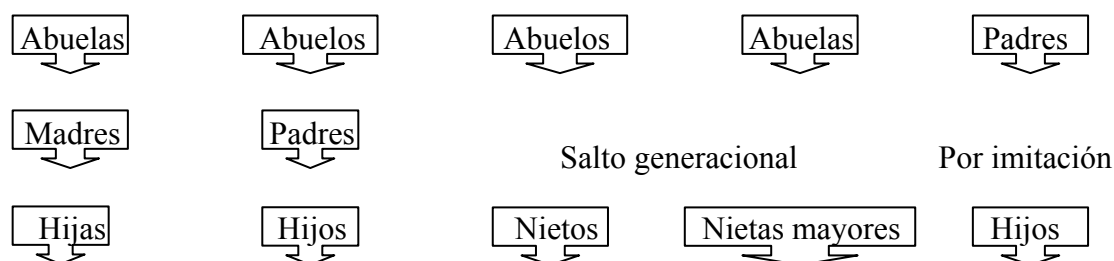 Abuelas Abuelos Abuelos Abuelas Padres
Madres Padres
Salto generacional Por imitación
Hijas Hijos Nietos Nietas mayores Hijos